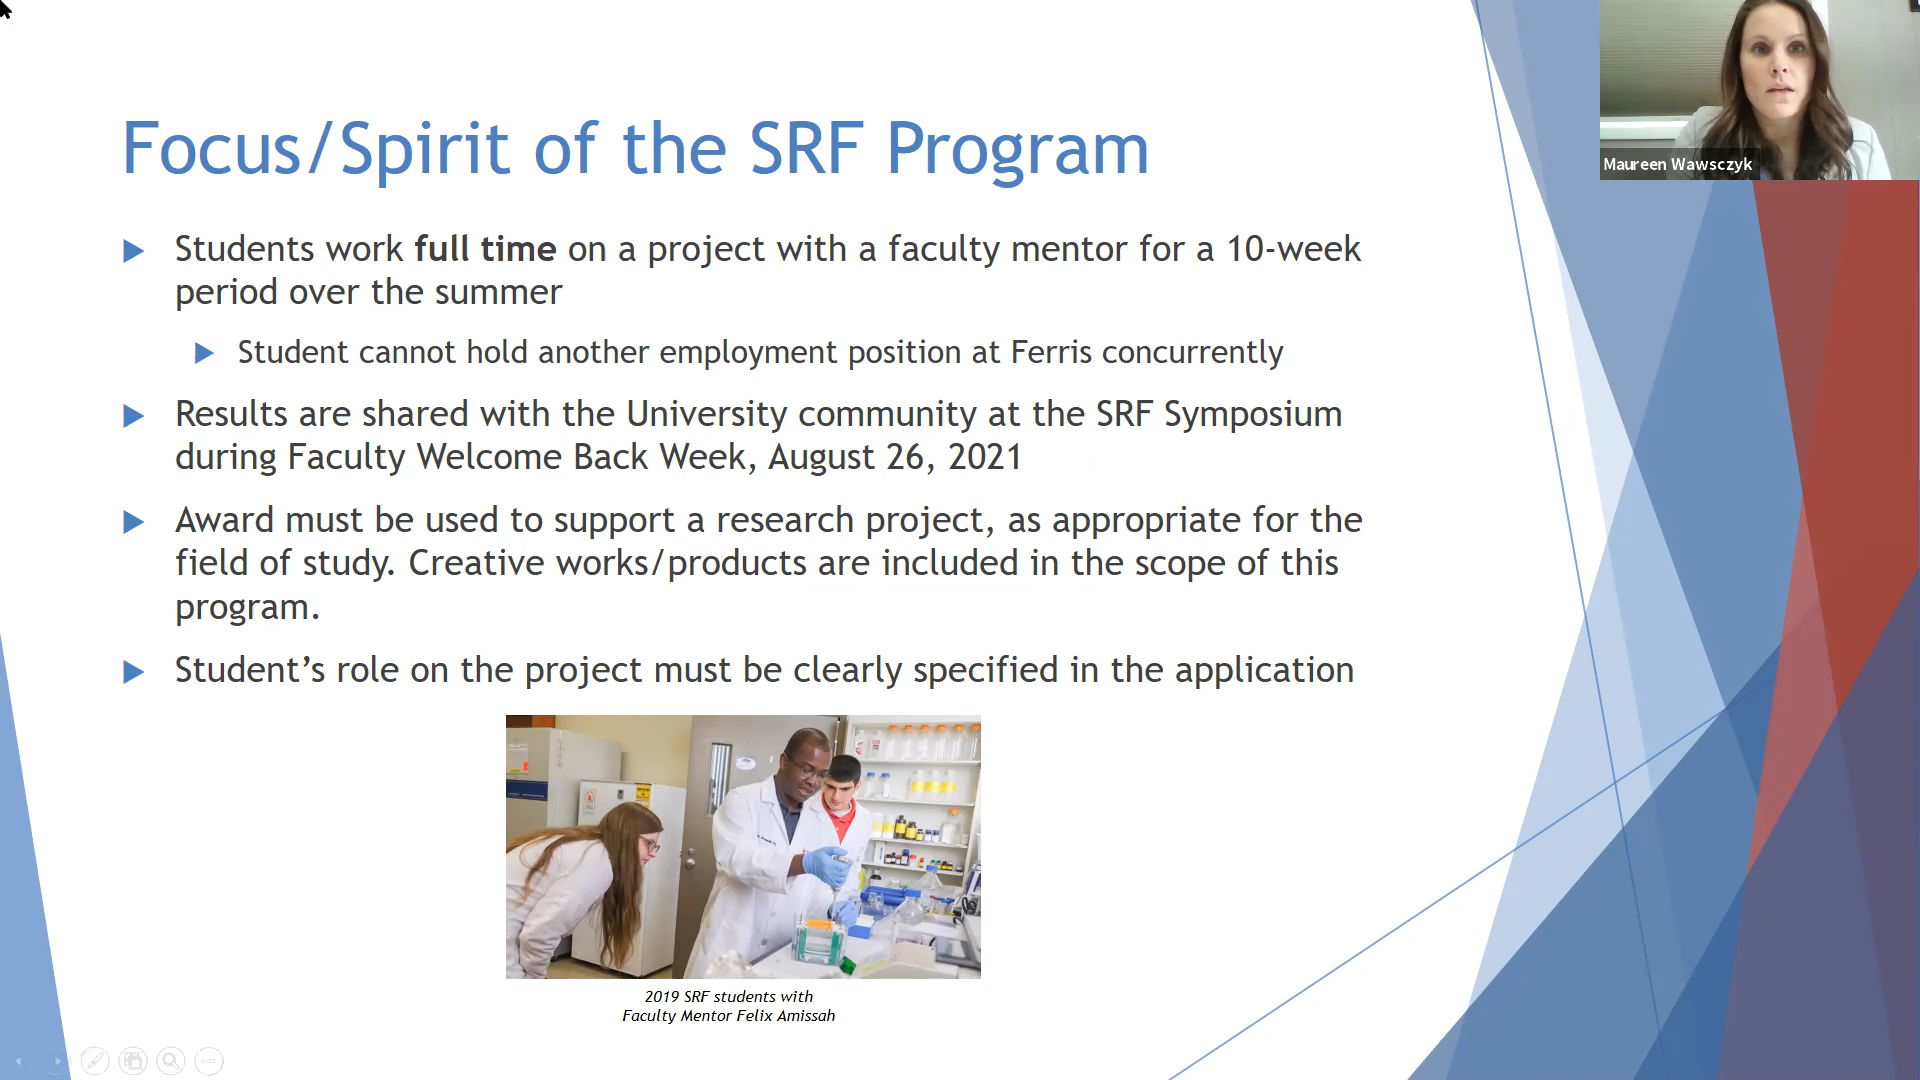 Focus/Spirit of the SRF Program
Students work full time on a project with a faculty mentor for a 10-week
period over the summer
Student cannot hold another employment position at Ferris concurrently
Results are shared with the University community at the SRF Symposium
during Faculty Welcome Back Week, August 26, 2021
Award must be used to support a research project, as appropriate for the
field of study. Creative works/products are included in the scope of this
program.
Student’s role on the project must be clearly specified in the application
2019 SRF students with
Faculty Mentor Felix Amissah
Maureen Wawsczyk